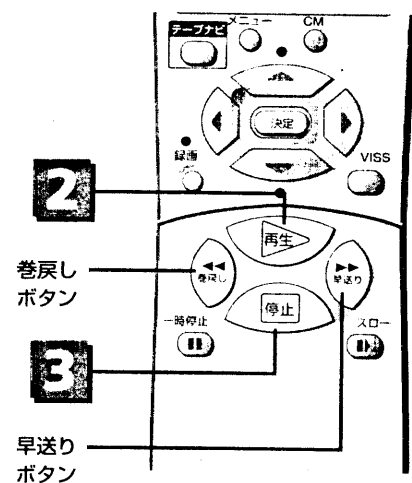 メニュー
CM
テープナビ
決定
録画
VISS
2
再生
巻戻し
ボタン
巻戻し
早送り
停止
一時停止
スロー
3
早送り
ボタン